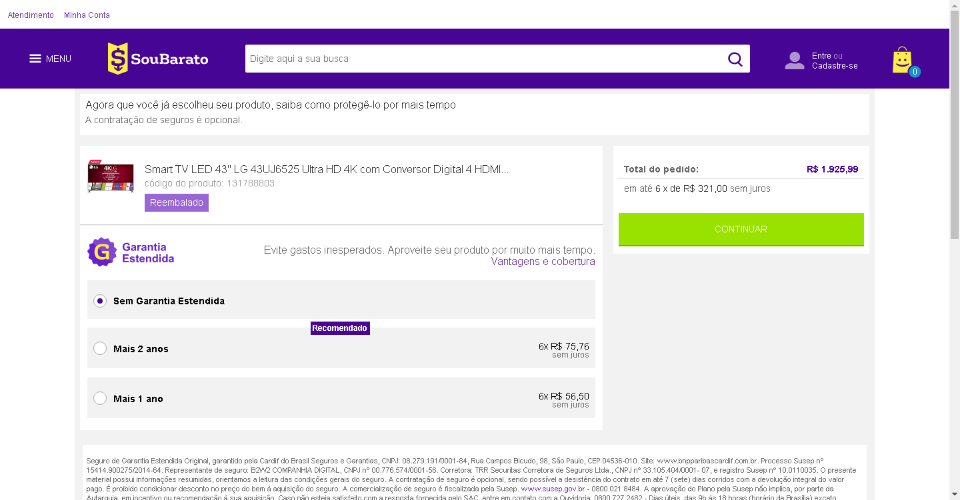 Atendimento Minha Conta
MENU SouBarato Digite aqui a sua busca Entre ou
Cadastre-se 0
Agora que você já escolheu seu produto, saiba como protegê-lo por mais tempo
A contratação de seguros é opcional.
Smart TV LED 43" LG 43UJ6525 Ultra HD 4K com Conversor Digital 4 HDMI...
código do produto: 131788803
Reembalado
Total do pedido: R$ 1.925,99
em até 6 x de R$ 321,00 sem juros
CONTINUAR
Garantia
Estendida
Evite gastos inesperados. Aproveite seu produto por muito mais tempo.
Vantagens e cobertura
Sem Garantia Estendida
Recomendado
Mais 2 anos 6x R$ 75,76
sem juros
Mais 1 ano 6x R$ 56,50
sem juros
Seguro de Garantia Estendida Original, garantido pela Cardif do Brasil Seguros e Garantias, CNPJ: 08.279.191/0001-84, Rua Campos Bicudo, 98, São Paulo, CEP 04536-010. Site: www.bnpparibascardif.com.br. Processo Susep nº
15414.900275/2014-64. Representante de seguro: B2W2 COMPANHIA DIGITAL, CNPJ nº 00.776.574/0001-56. Corretora: TRR Securitas Corretora de Seguros Ltda., CNPJ nº 33.105.404/0001- 07, e registro Susep nº 10.0110035. O presente
material possui informações resumidas, orientamos a leitura das condições gerais do seguro. A contratação de seguro é opcional, sendo possível a desistência do contrato em até 7 (sete) dias corridos com a devolução integral do valor
pago. É proibido condicionar desconto no preço do bem à aquisição do seguro. A comercialização de seguro é fiscalizada pela Susep. www.susep.gov.br - 0800 021 8484. A aprovação do Plano pela Susep não implica, por parte da
Autarquia, em incentivo ou recomendação à sua aquisição. Caso não esteja satisfeito com a resposta fornecida pelo SAC, entre em contato com a Ouvidoria: 0800 727 2482 - Dias úteis, das 9h às 18 horas (horário de Brasília) exceto